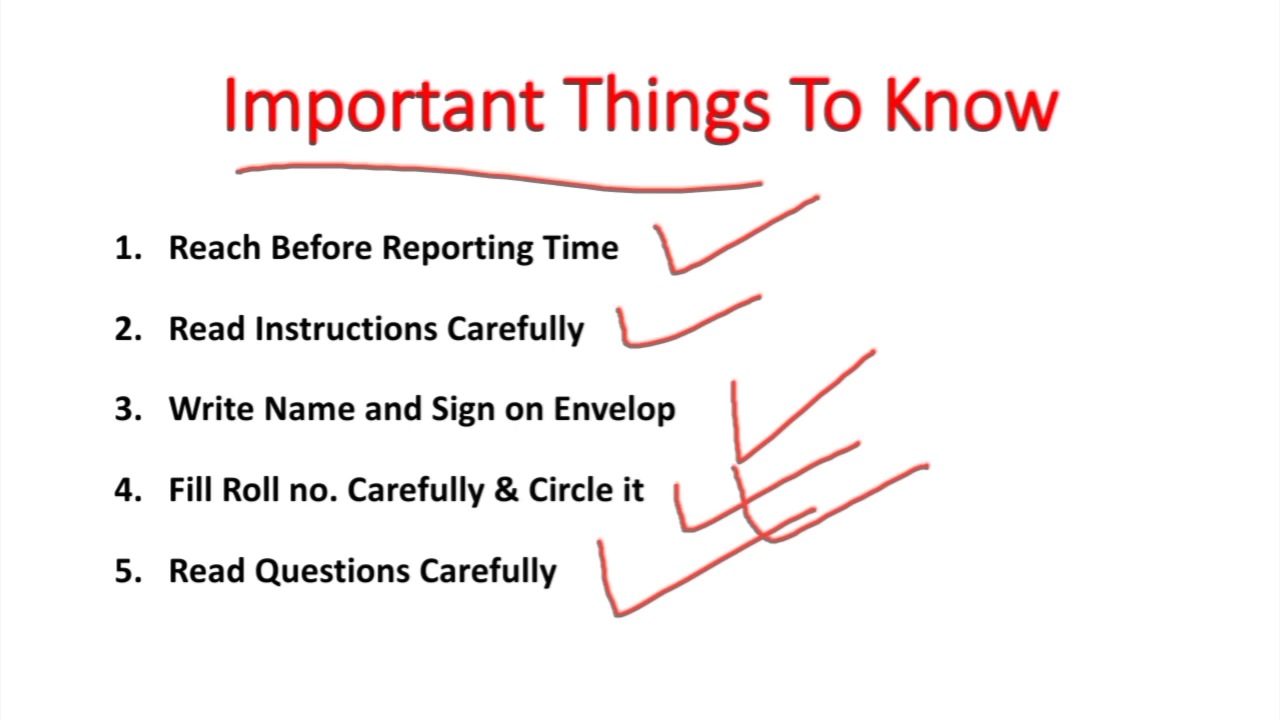 Important Things To Know
1. Reach Before Reporting Time
2. Read Instructions Carefully
3. Write Name and Sign on Envelop
4. Fill Roll no. Carefully & Circle it
5. Read Questions Carefully